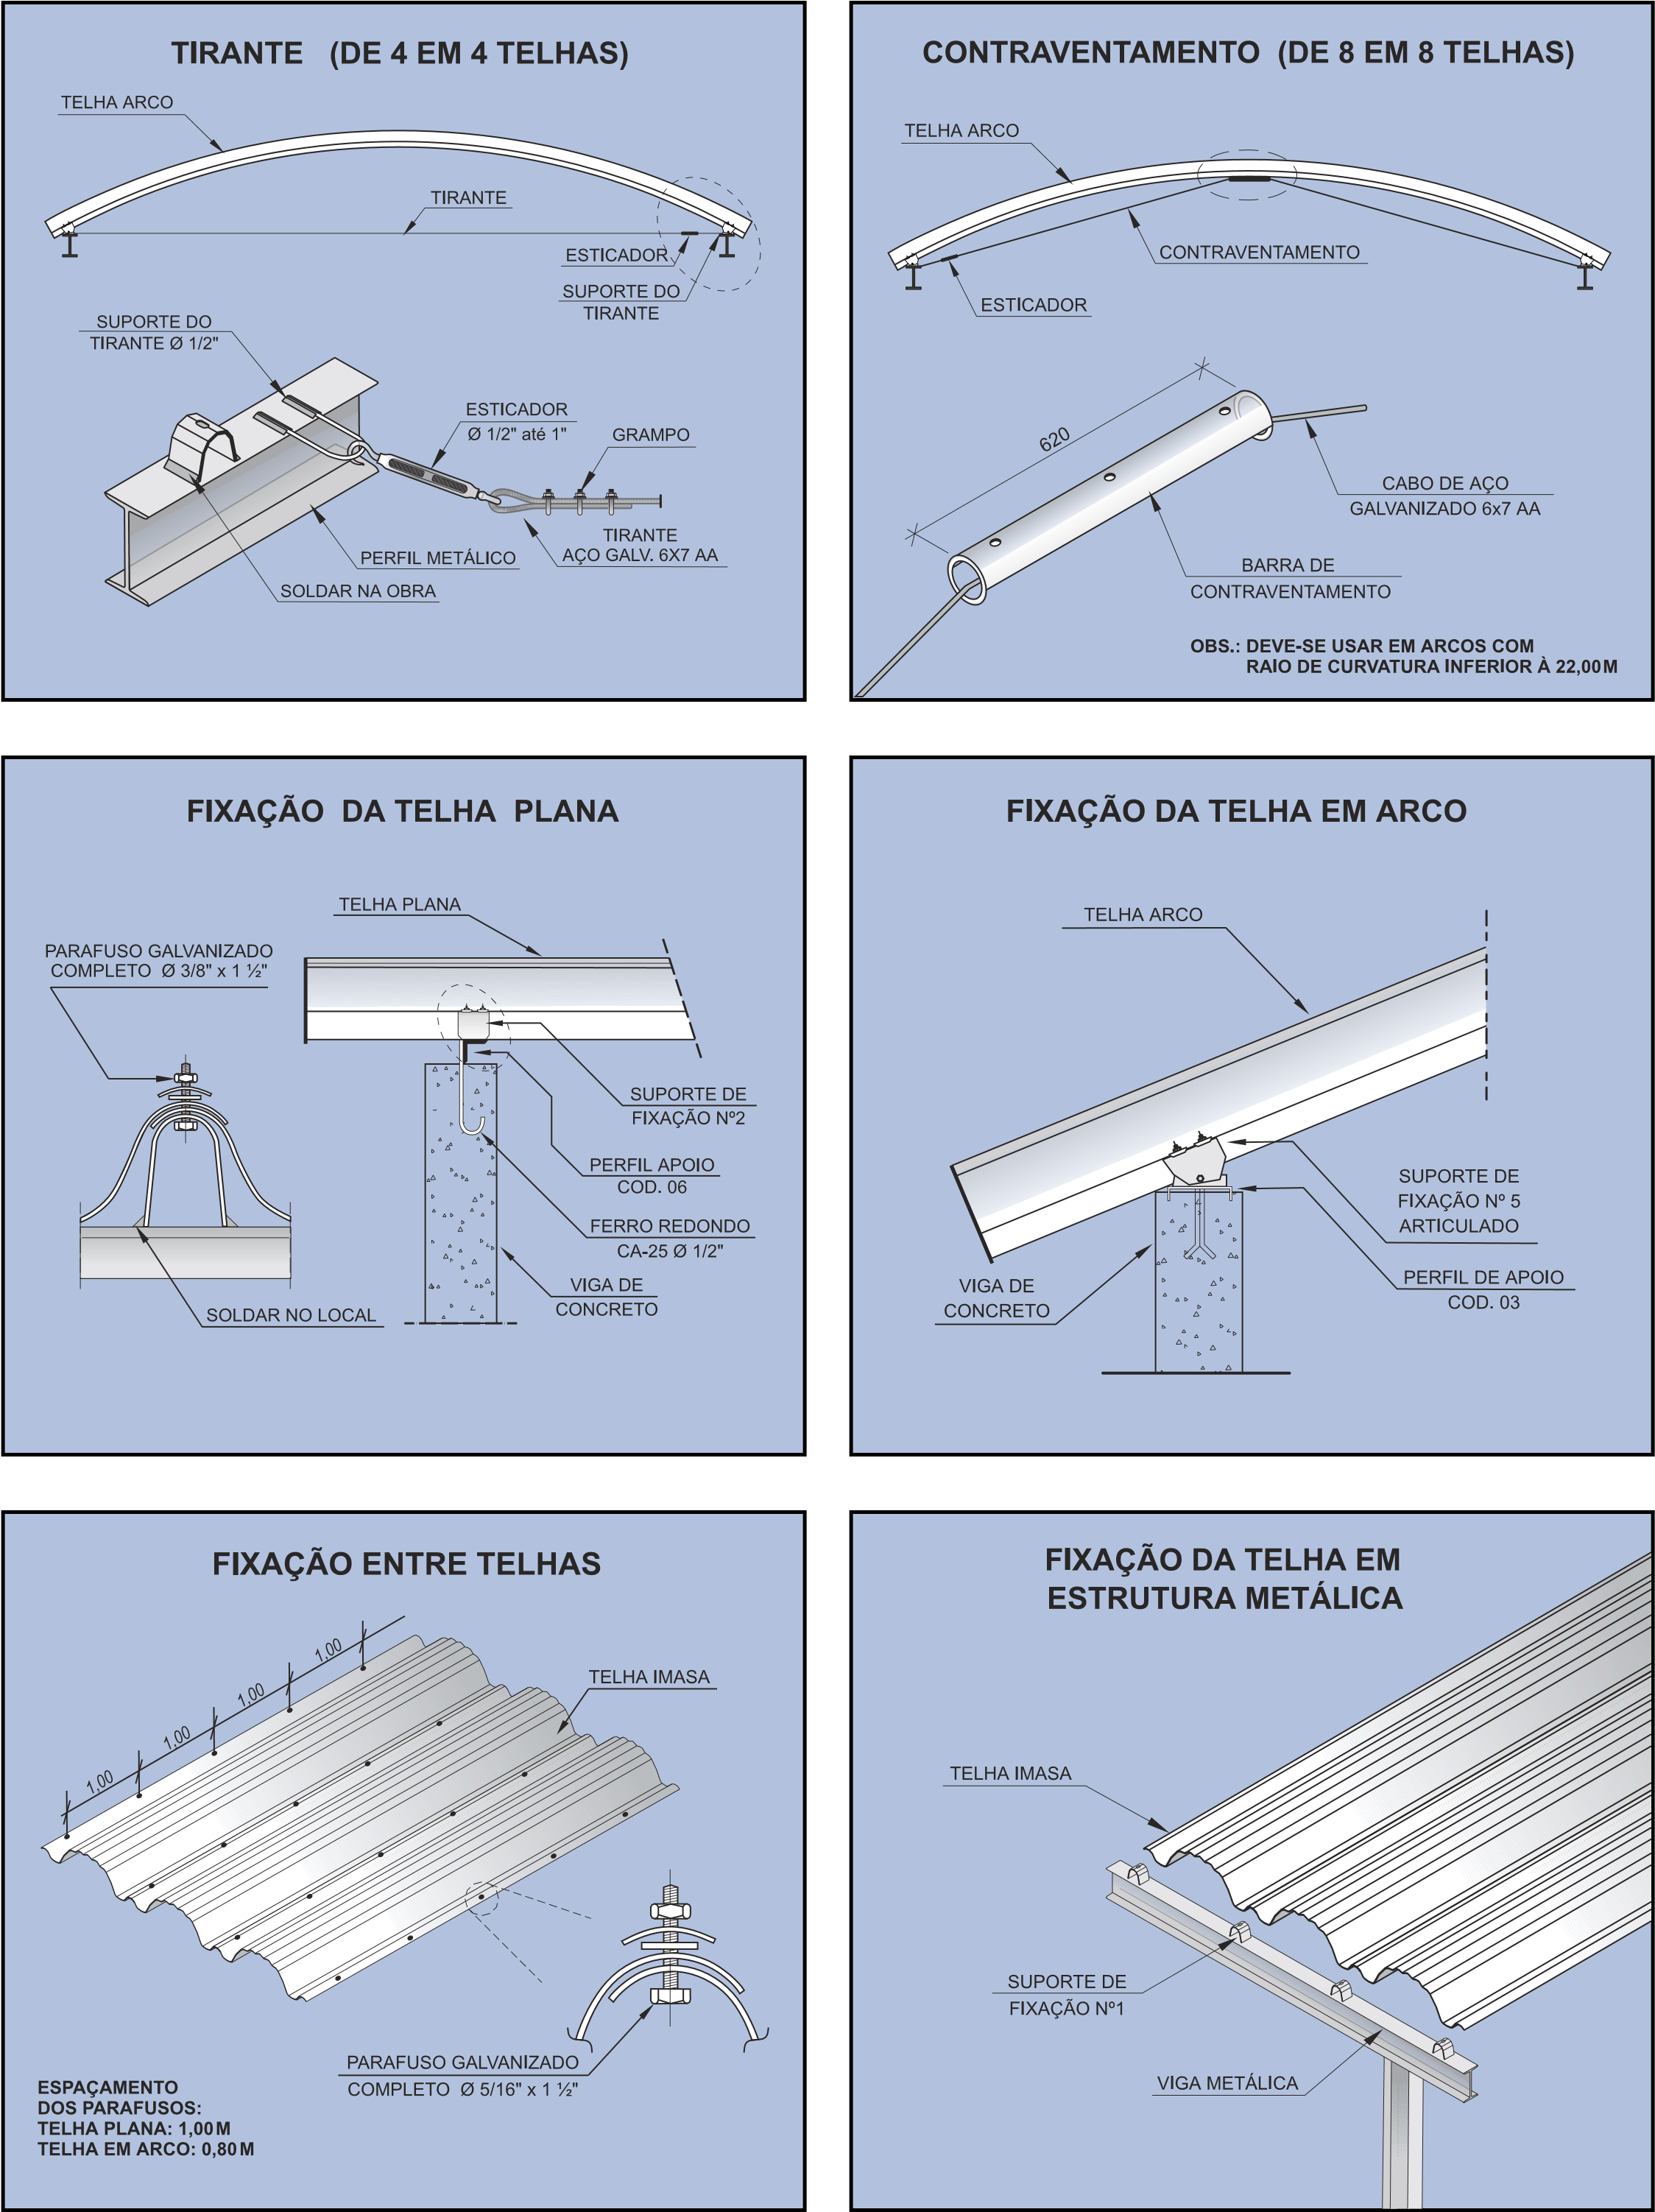 TIRANTE (DE 4 EM 4 TELHAS)
TELHA ARCO
TIRANTE
ESTICADOR
SUPORTE DO
TIRANTE
SUPORTE DO
TIRANTE Ø 1/2"
ESTICADOR
Ø 1/2" até 1"
GRAMPO
TIRANTE
AÇO GALV. 6X7 AA
PERFIL METÁLICO
SOLDAR NA OBRA
CONTRAVENTAMENTO (DE 8 EM 8 TELHAS)
TELHA ARCO
CONTRAVENTAMENTO
ESTICADOR
620
CABO DE AÇO
GALVANIZADO 6x7 AA
BARRA DE
CONTRAVENTAMENTO
OBS.: DEVE-SE USAR EM ARCOS COM
RAIO DE CURVATURA INFERIOR À 22,00M
FIXAÇÃO DA TELHA PLANA
TELHA PLANA
PARAFUSO GALVANIZADO
COMPLETO Ø 3/8" x 1 ½"
SUPORTE DE
FIXAÇÃO Nº2
PERFIL APOIO
COD. 06
FERRO REDONDO
CA-25 Ø 1/2"
VIGA DE
CONCRETO
SOLDAR NO LOCAL
FIXAÇÃO DA TELHA EM ARCO
TELHA ARCO
SUPORTE DE
FIXAÇÃO Nº 5
ARTICULADO
PERFIL DE APOIO
COD. 03
VIGA DE
CONCRETO
FIXAÇÃO ENTRE TELHAS
1,00
1,00
1,00
1,00
TELHA IMASA
PARAFUSO GALVANIZADO
COMPLETO Ø 5/16" x 1 ½"
ESPAÇAMENTO
DOS PARAFUSOS:
TELHA PLANA: 1,00M
TELHA EM ARCO: 0,80M
FIXAÇÃO DA TELHA EM
ESTRUTURA METÁLICA
TELHA IMASA
SUPORTE DE
FIXAÇÃO Nº1
VIGA METÁLICA